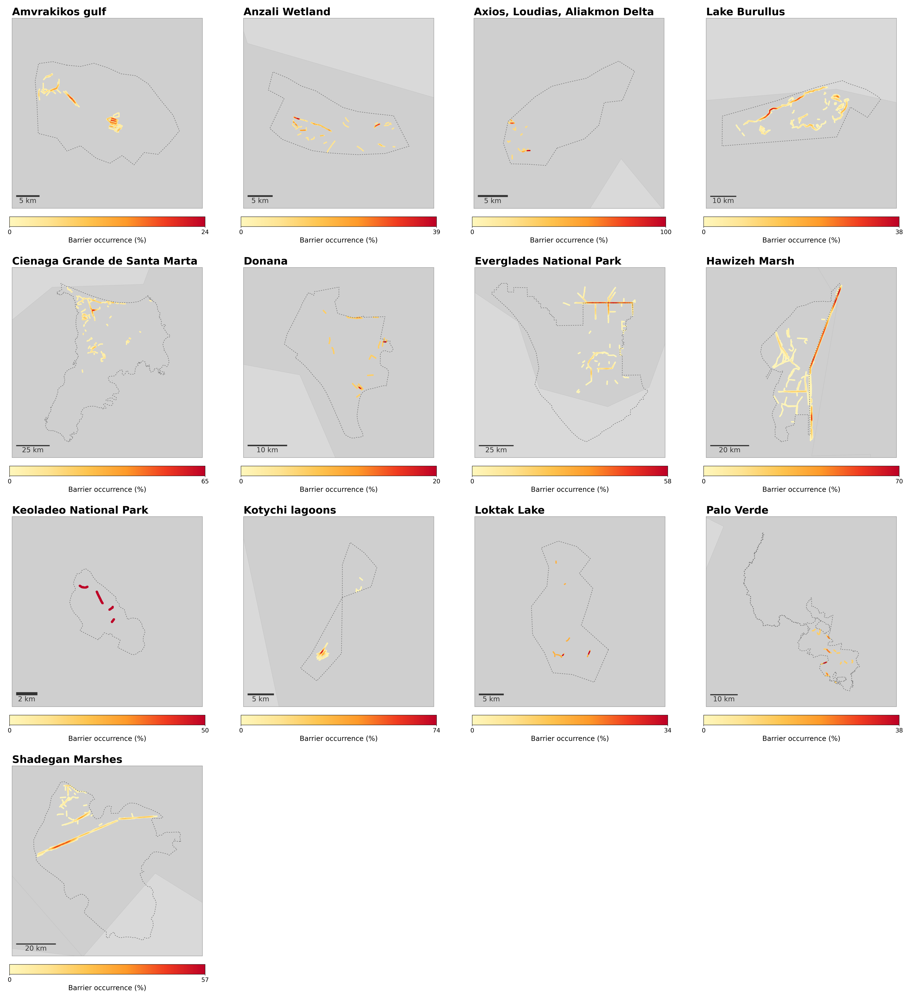 Amvrakikos gulf
Anzali Wetland
Axios, Loudias, Aliakmon Delta
Lake Burullus
5 km
5 km
5 km
10 km
0 24
0 39
0 100
0 38
Barrier occurrence (%)
Barrier occurrence (%)
Barrier occurrence (%)
Barrier occurrence (%)
Cienaga Grande de Santa Marta
Donana
Everglades National Park
Hawizeh Marsh
25 km
10 km
25 km
20 km
0 65
0 20
0 58
0 70
Barrier occurrence (%)
Barrier occurrence (%)
Barrier occurrence (%)
Barrier occurrence (%)
Keoladeo National Park
Kotychi lagoons
Loktak Lake
Palo Verde
2 km
5 km
5 km
10 km
0 50
0 74
0 34
0 38
Barrier occurrence (%)
Barrier occurrence (%)
Barrier occurrence (%)
Barrier occurrence (%)
Shadegan Marshes
20 km
0 57
Barrier occurrence (%)